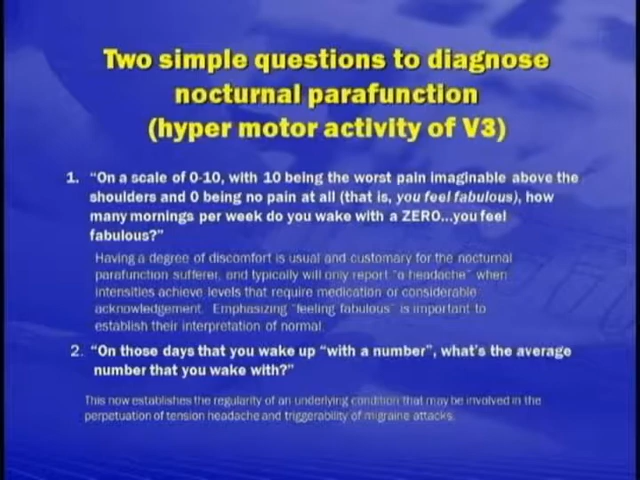 Two simple questions to diagnose
nocturnal parafunction
(hyper motor activity of V3)
1. "On a scale of 0-10, with 10 being the worst pain imaginable above the
shoulders and 0 being no pain at all (that is, you feel fabulous), how
many mornings per week do you wake with a ZERO...you feel
fabulous?"
Having a degree of discomfort is usual and customary for the nocturnal
parafunction sufferer, and typically will only report "a headache" when
intensities achieve levels that require medication or considerable
acknowledgement. Emphasizing "feeling fabulous" is important to
establish their interpretation of normal.
2. "On those days that you wake up "with a number", what's the average
number that you wake with?"
This now establishes the regularity of an underlying condition that may be involved in the
perpetuation of tension headache and triggerability of migraine attacks.